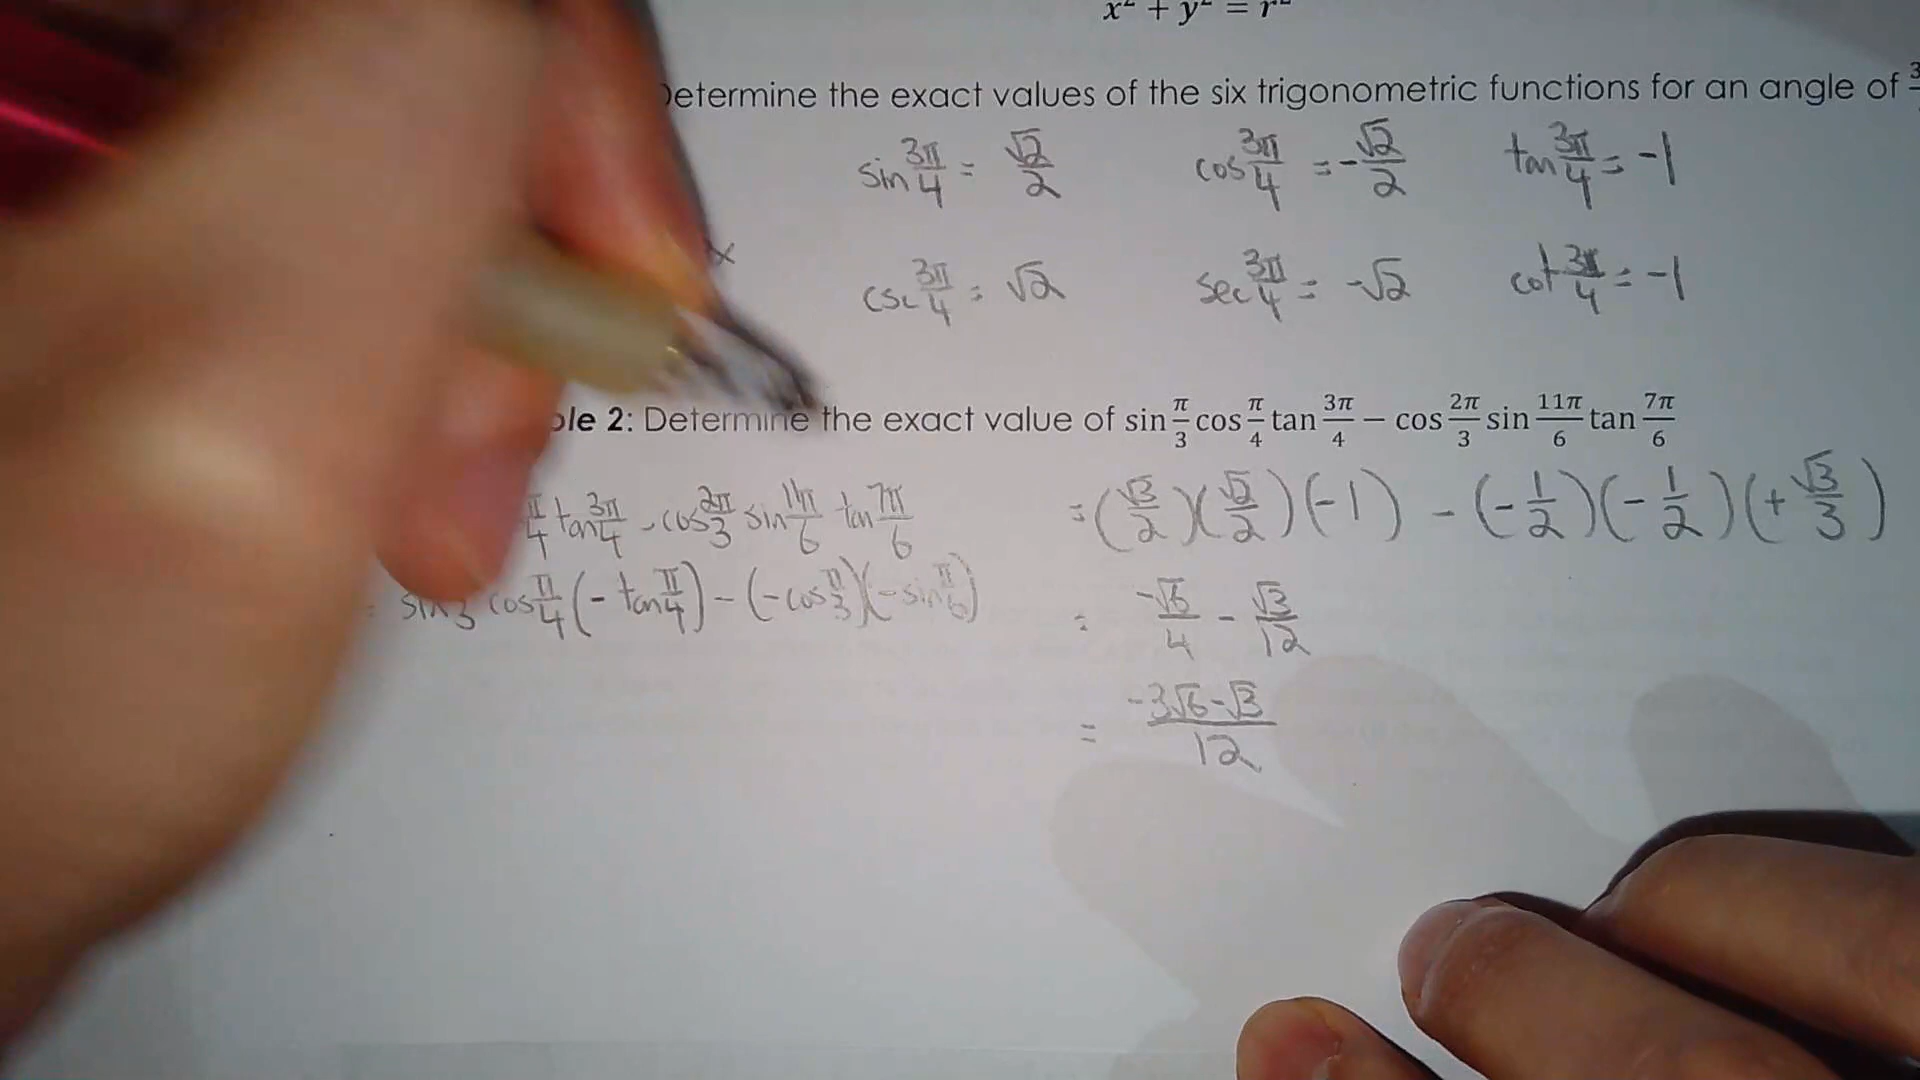 x² + y² = r²
Determine the exact values of the six trigonometric functions for an angle of
sin 3π/4 = √2/2 cos 3π/4 = -√2/2 tan 3π/4 = -1
x
csc 3π/4 = √2 sec 3π/4 = -√2 cot 3π/4 = -1
ple 2: Determine the exact value of sin π/3 cos π/4 tan 3π/4 − cos 2π/3 sin 11π/6 tan 7π/6
π/4 tan 3π/4 - cos 2π/3 sin 11π/6 tan 7π/6
= (√3/2)(√2/2)(-1) - (-1/2)(-1/2)(+√3/3)
= sin π/3 cos π/4 (- tan π/4) - (-cos π/3)(-sin π/6)
= -√6/4 - √3/12
= -3√6-√3/12